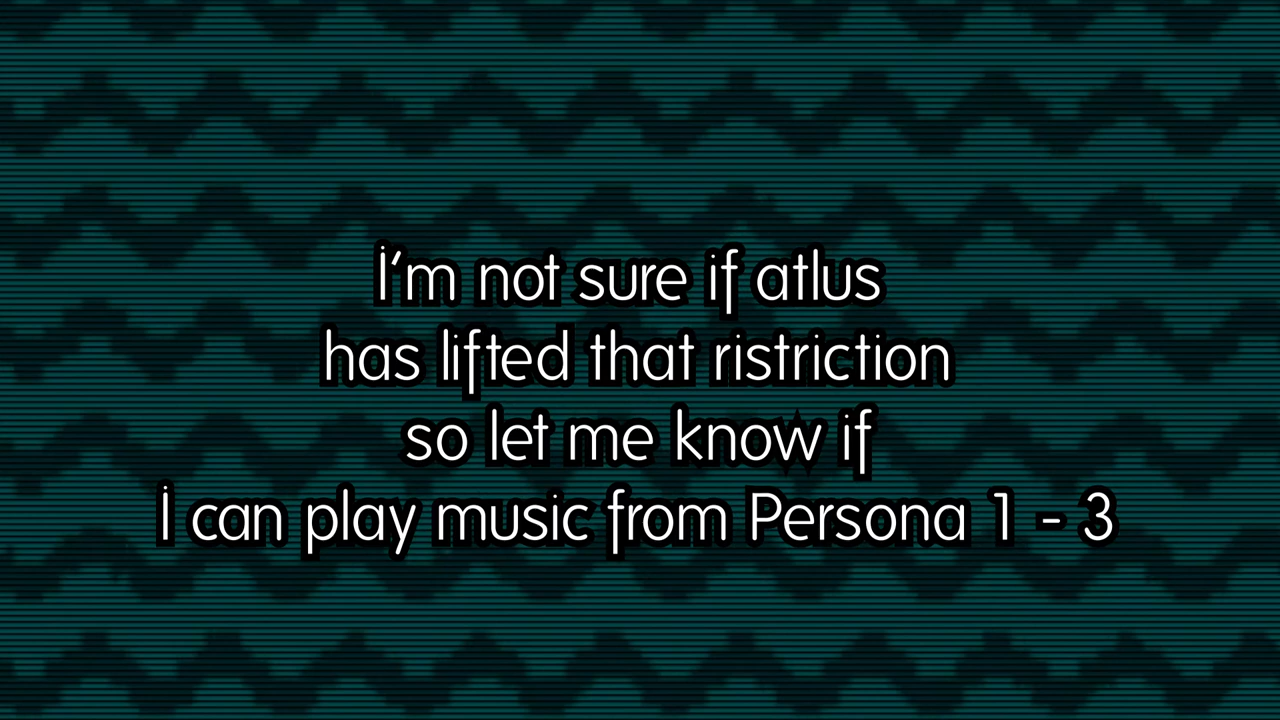 I'm not sure if atlus
has lifted that ristriction
so let me know if
I can play music from Persona 1 - 3